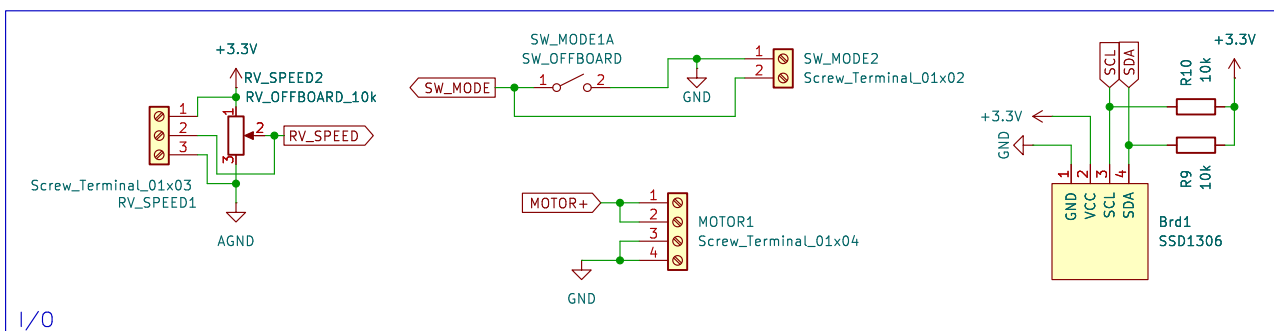 +3.3V
RV_SPEED2
RV_OFFBOARD_10k
1
2
3
1
2
3
RV_SPEED
Screw_Terminal_01x03
RV_SPEED1
AGND
SW_MODE1A
SW_OFFBOARD
SW_MODE
1
2
GND
1
2
SW_MODE2
Screw_Terminal_01x02
MOTOR+
1
2
3
4
MOTOR1
Screw_Terminal_01x04
GND
SCL
SDA
+3.3V
R10
10k
+3.3V
GND
R9
10k
1
2
3
4
GND
VCC
SCL
SDA
Brd1
SSD1306
I/O